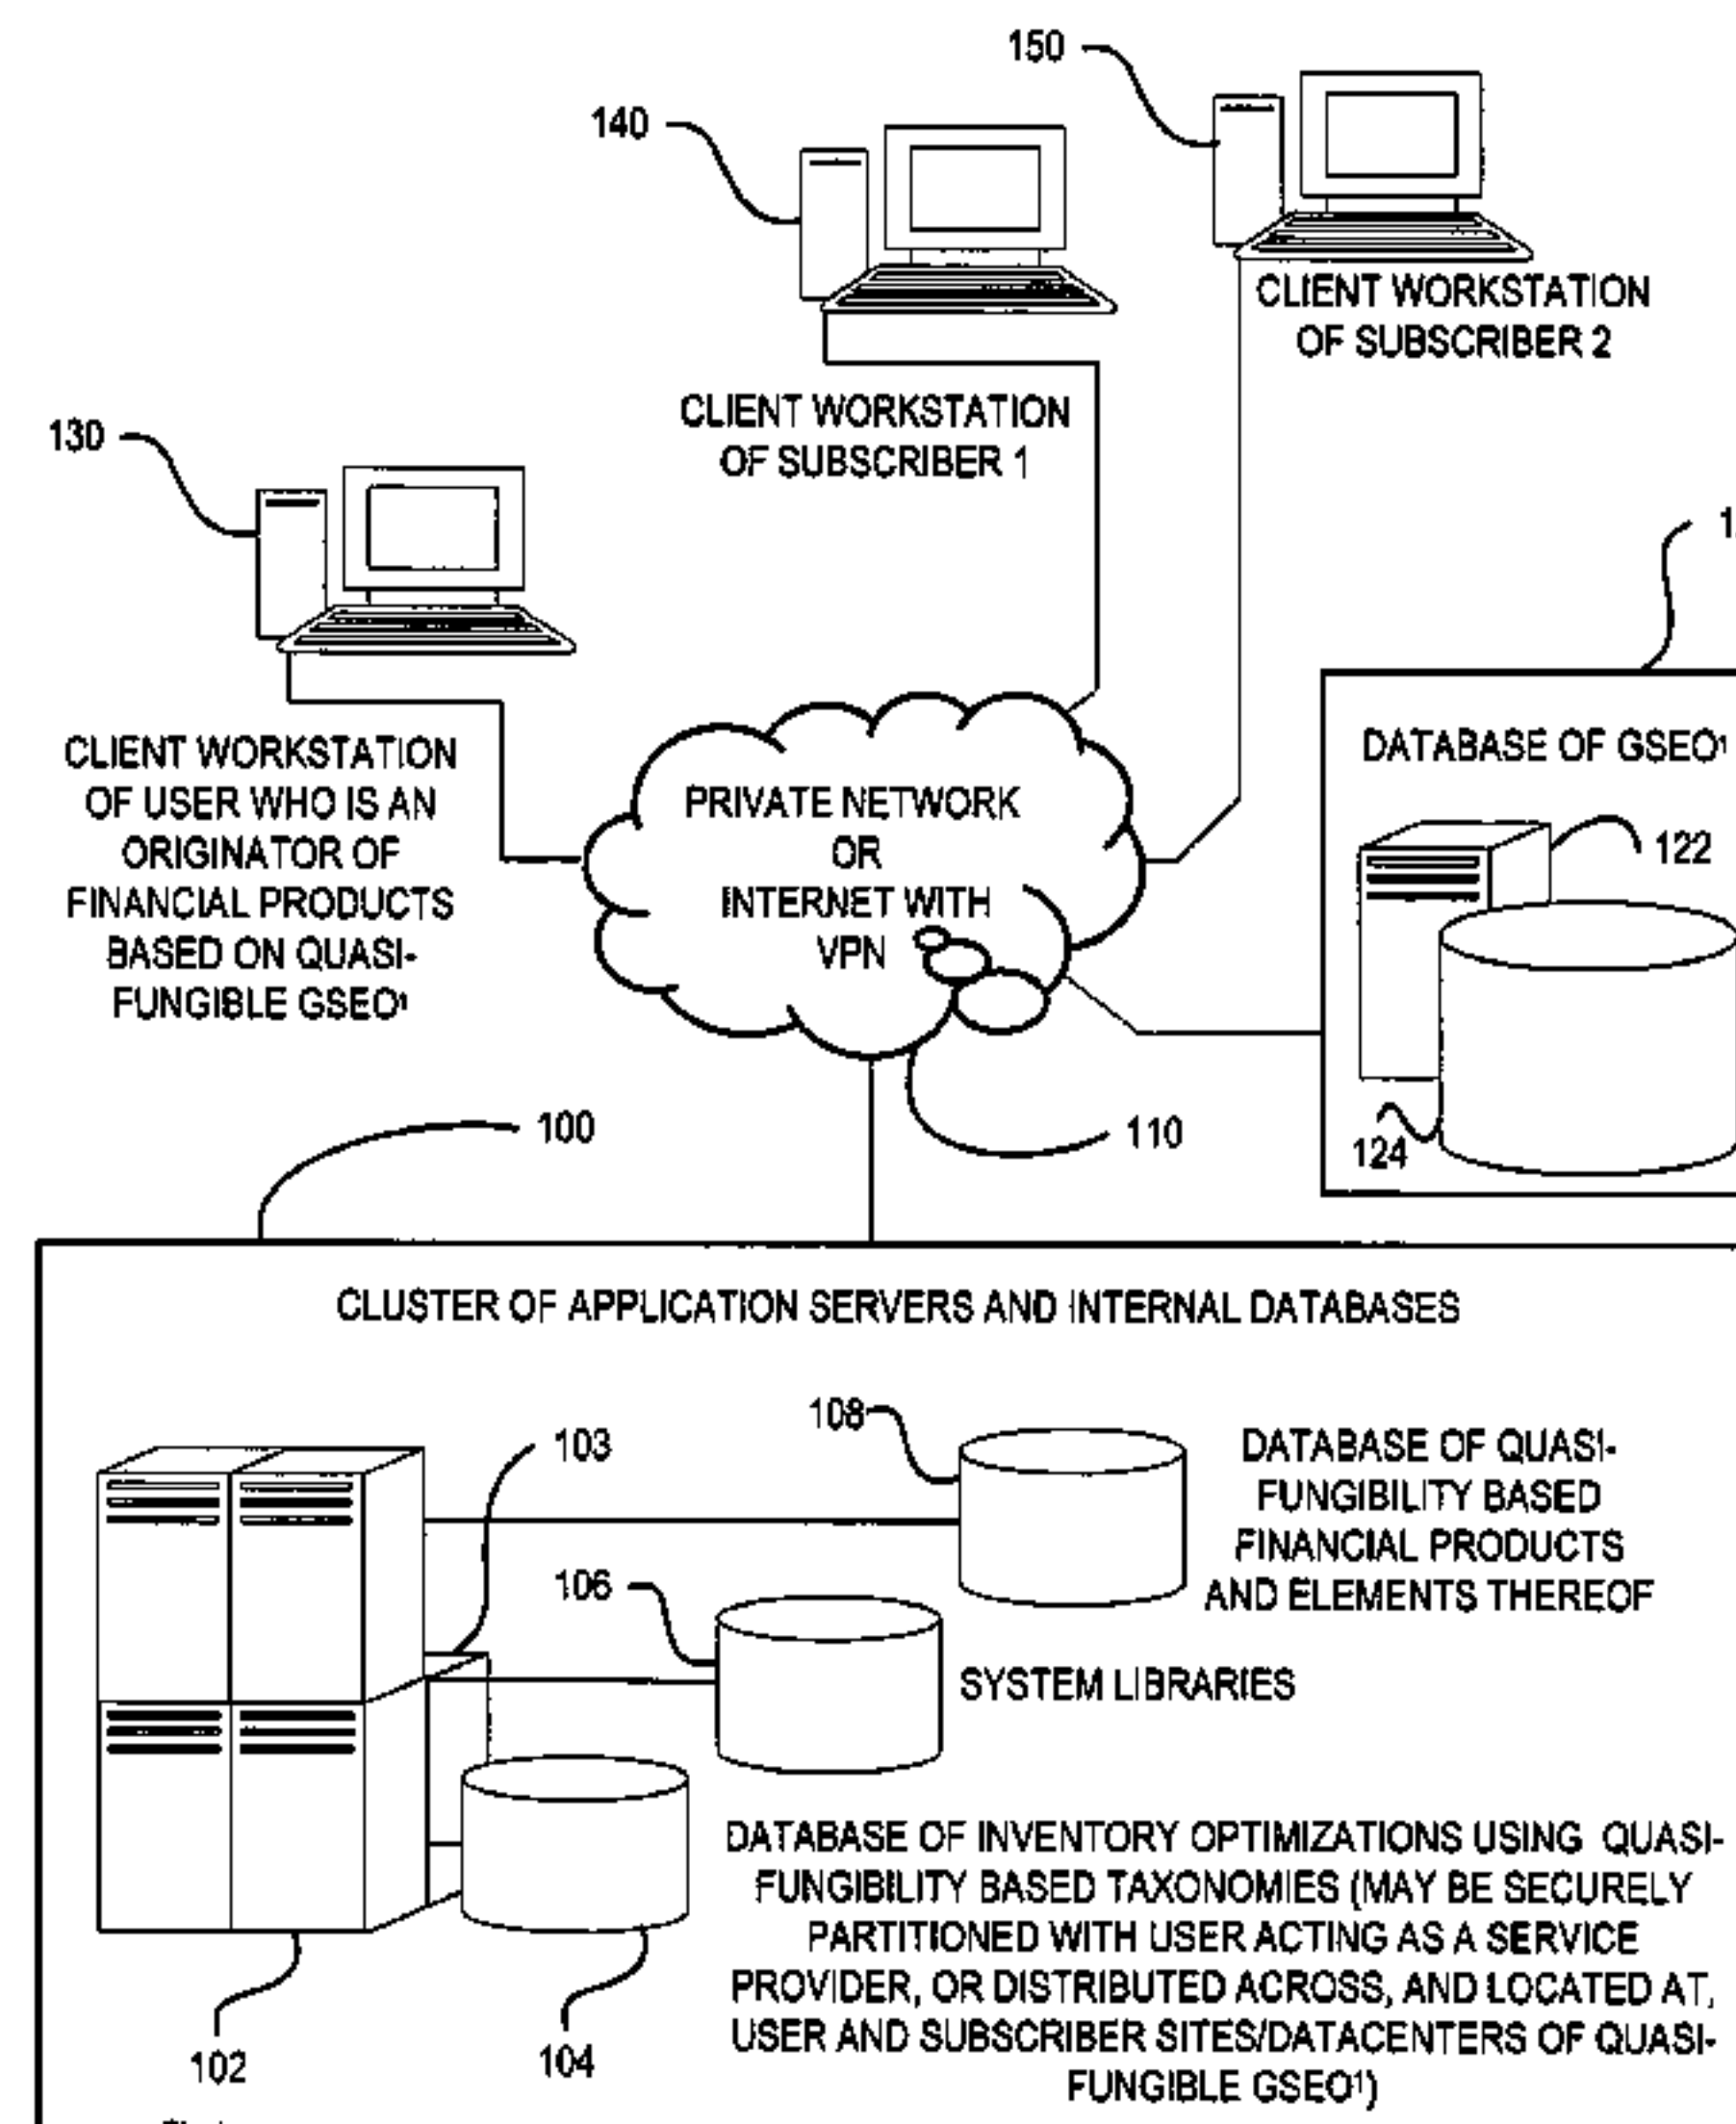 150
140
CLIENT WORKSTATION
OF SUBSCRIBER 2
CLIENT WORKSTATION
OF SUBSCRIBER 1
130
CLIENT WORKSTATION
OF USER WHO IS AN
ORIGINATOR OF
FINANCIAL PRODUCTS
BASED ON QUASI-
FUNGIBLE GSEO¹
PRIVATE NETWORK
OR
INTERNET WITH
VPN
DATABASE OF GSEO¹
122
124
100
110
CLUSTER OF APPLICATION SERVERS AND INTERNAL DATABASES
108
103
DATABASE OF QUASI-
FUNGIBILITY BASED
FINANCIAL PRODUCTS
AND ELEMENTS THEREOF
106
SYSTEM LIBRARIES
DATABASE OF INVENTORY OPTIMIZATIONS USING QUASI-
FUNGIBILITY BASED TAXONOMIES (MAY BE SECURELY
PARTITIONED WITH USER ACTING AS A SERVICE
PROVIDER, OR DISTRIBUTED ACROSS, AND LOCATED AT,
USER AND SUBSCRIBER SITES/DATACENTERS OF QUASI-
FUNGIBLE GSEO¹)
102
104